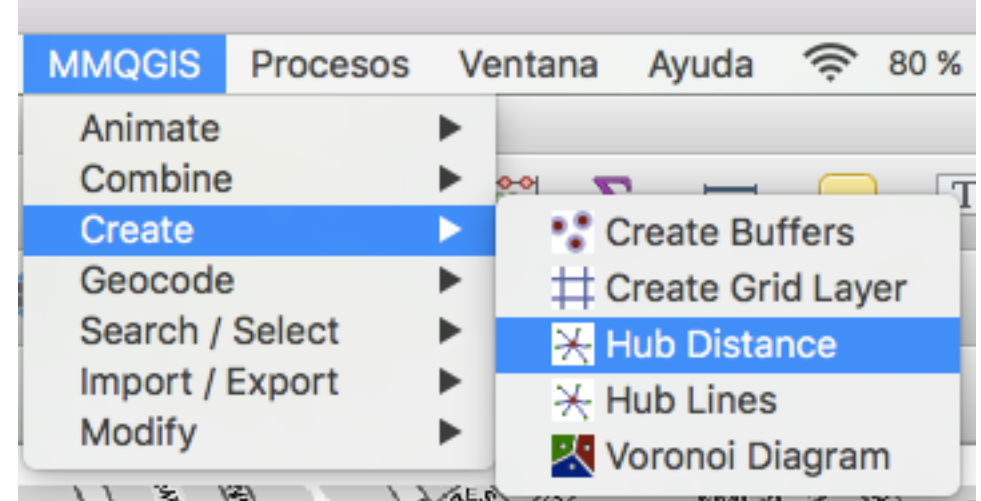 MMQGIS Procesos Ventana Ayuda 80 %
Animate
Combine
Create
Geocode
Search / Select
Import / Export
Modify
T
Create Buffers
Create Grid Layer
Hub Distance
Hub Lines
Voronoi Diagram